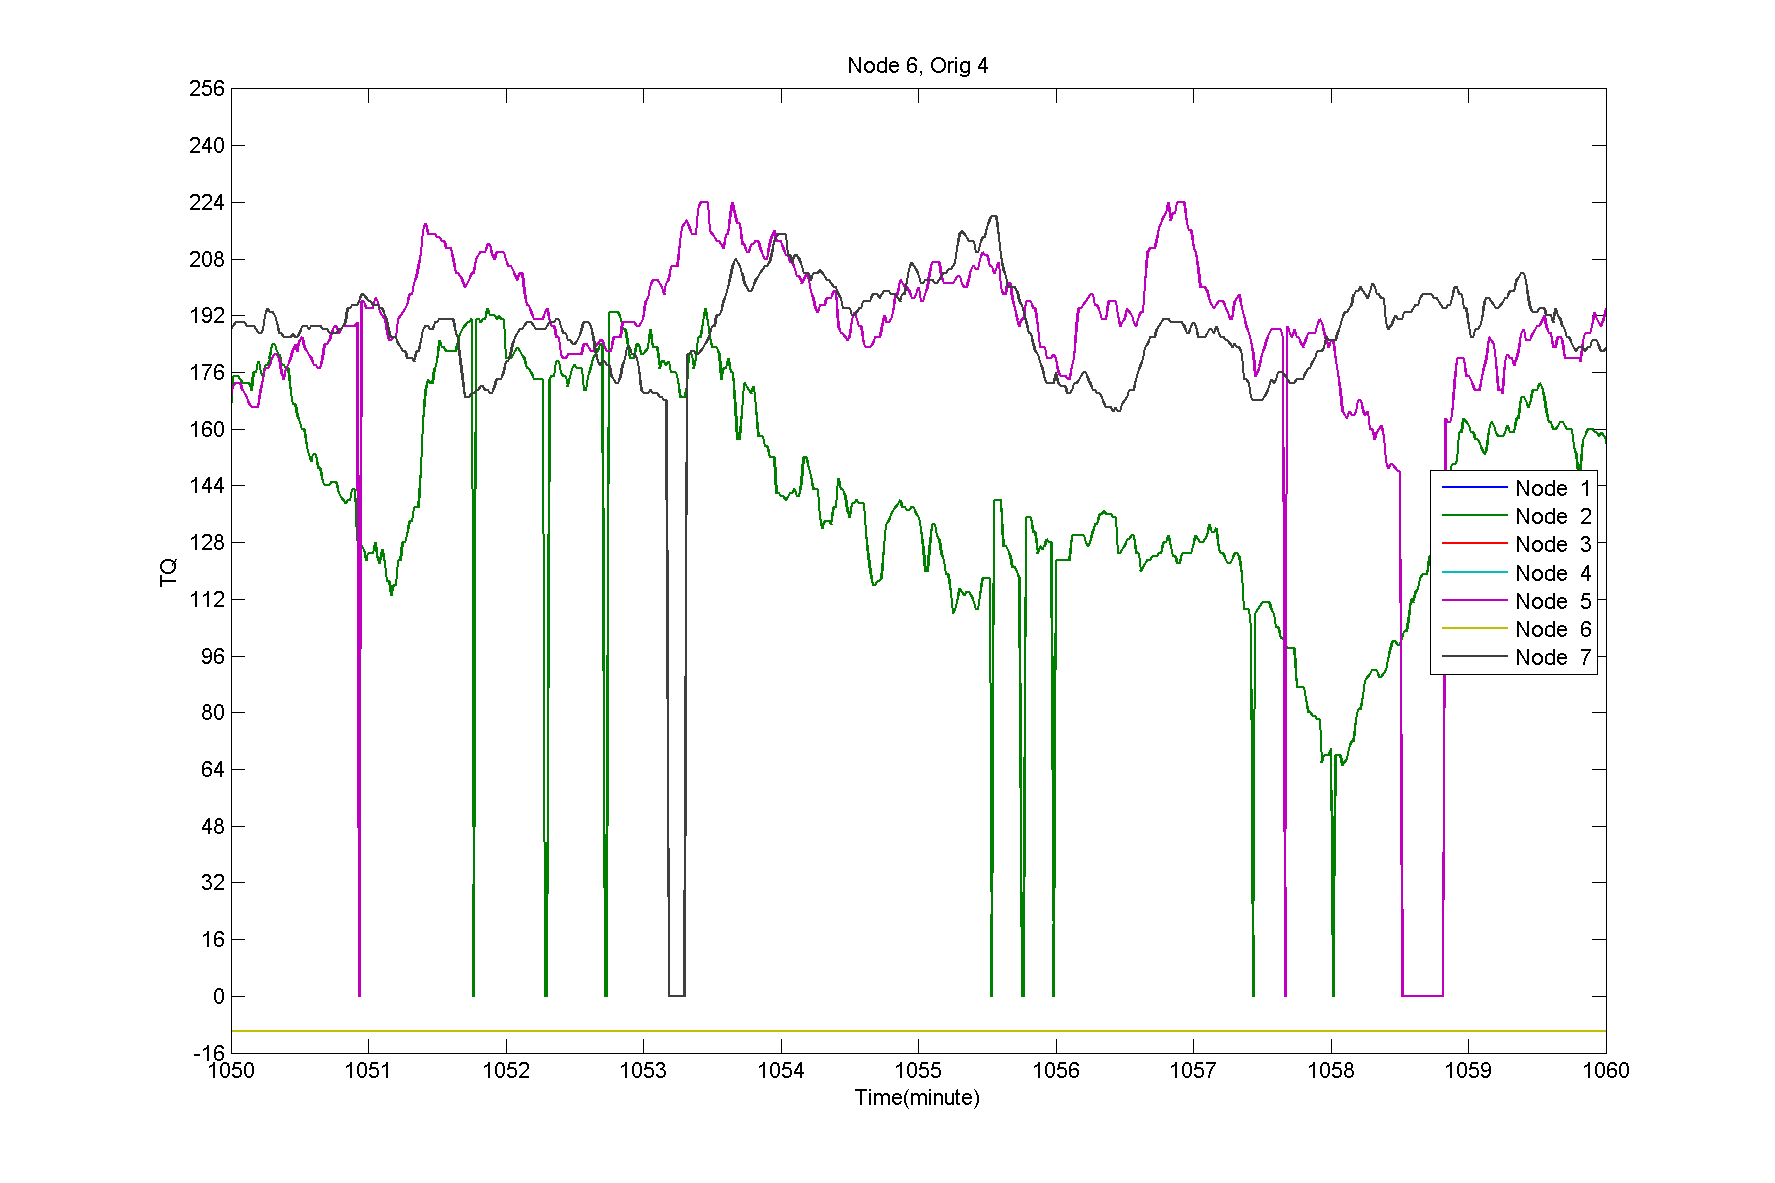 Node 6, Orig 4
256
240
224
208
192
176
160
144
128
112
96
80
64
48
32
16
0
-16
TQ
Node 1
Node 2
Node 3
Node 4
Node 5
Node 6
Node 7
1050 1051 1052 1053 1054 1055 1056 1057 1058 1059 1060
Time(minute)